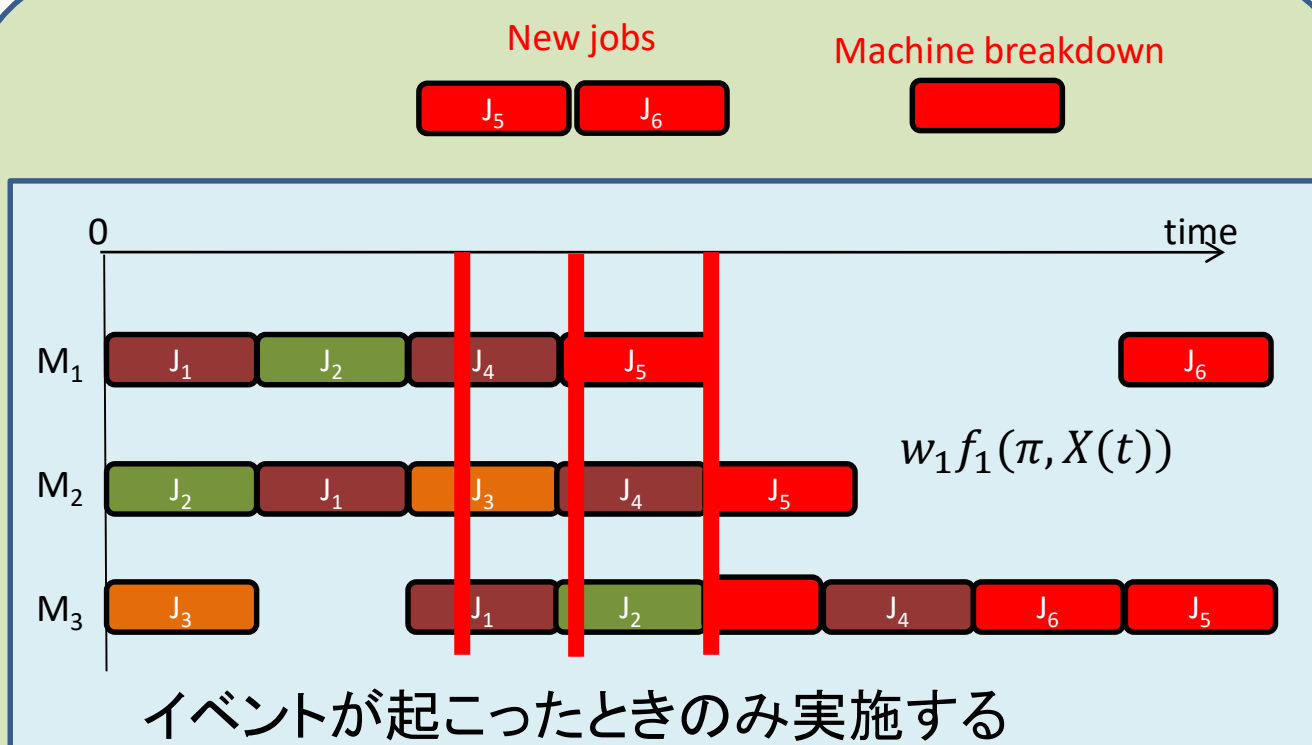 New jobs
Machine breakdown
J5 J6
0 time
M1 J1 J2 J4 J5 J6
w1f1(π, X(t))
M2 J2 J1 J3 J4 J5
M3 J3 J1 J2 J4 J6 J5
イベントが起こったときのみ実施する